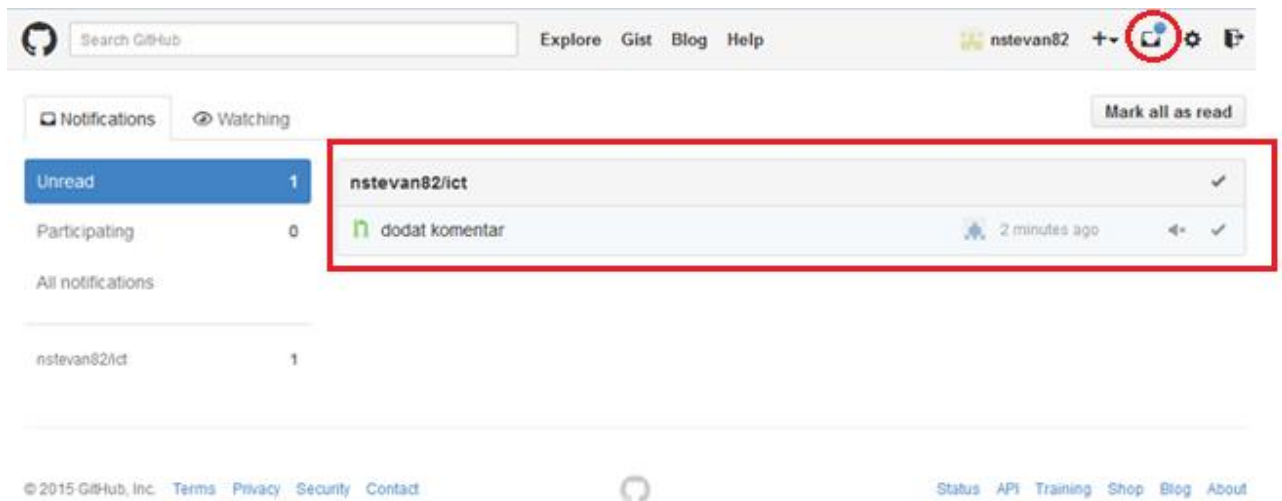 Search GitHub Explore Gist Blog Help nstevan82
Notifications Watching Mark all as read
Unread 1
Participating 0
All notifications
nstevan82/ict 1
nstevan82/ict
dodat komentar 2 minutes ago
© 2015 GitHub, Inc. Terms Privacy Security Contact Status API Training Shop Blog About